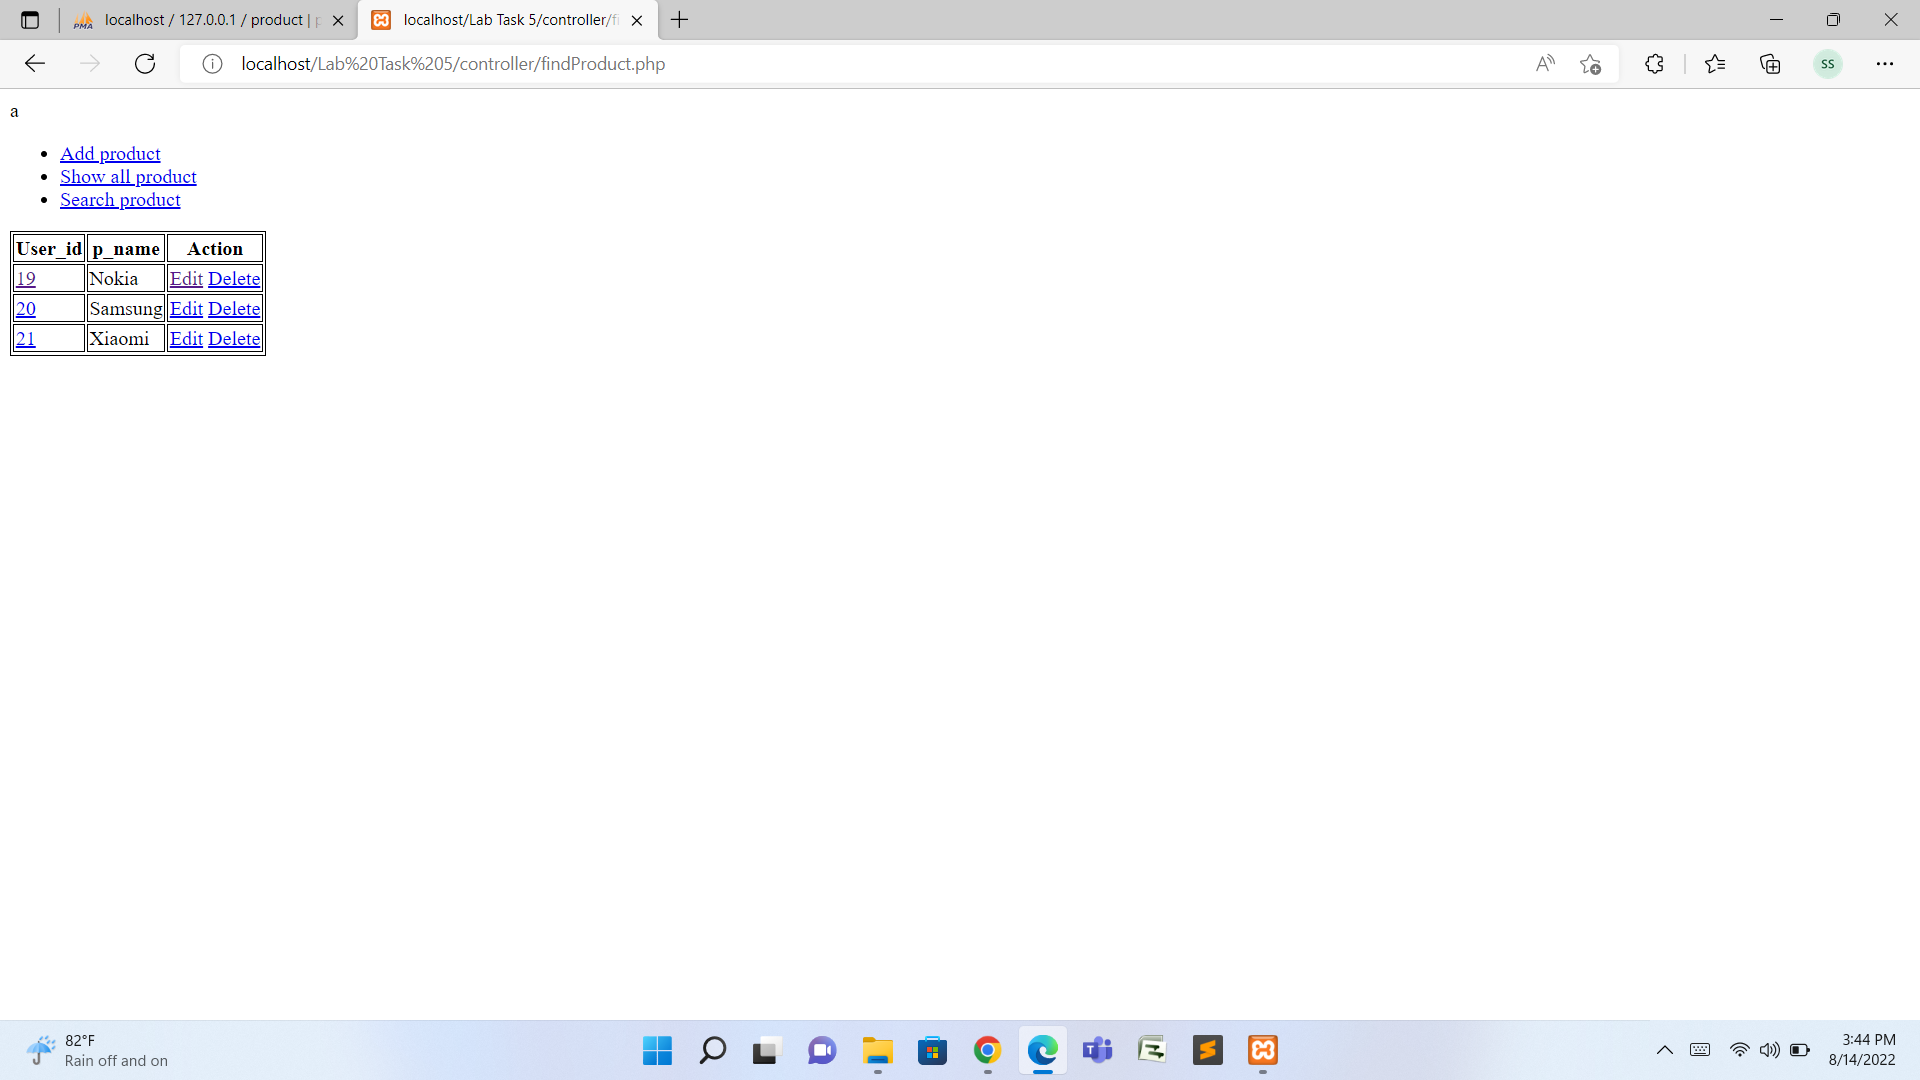 localhost / 127.0.0.1 / product |
localhost/Lab Task 5/controller/fi
localhost/Lab%20Task%205/controller/findProduct.php
SS
a
Add product
Show all product
Search product
User_id p_name Action
19 Nokia Edit Delete
20 Samsung Edit Delete
21 Xiaomi Edit Delete
82°F
Rain off and on
3:44 PM
8/14/2022